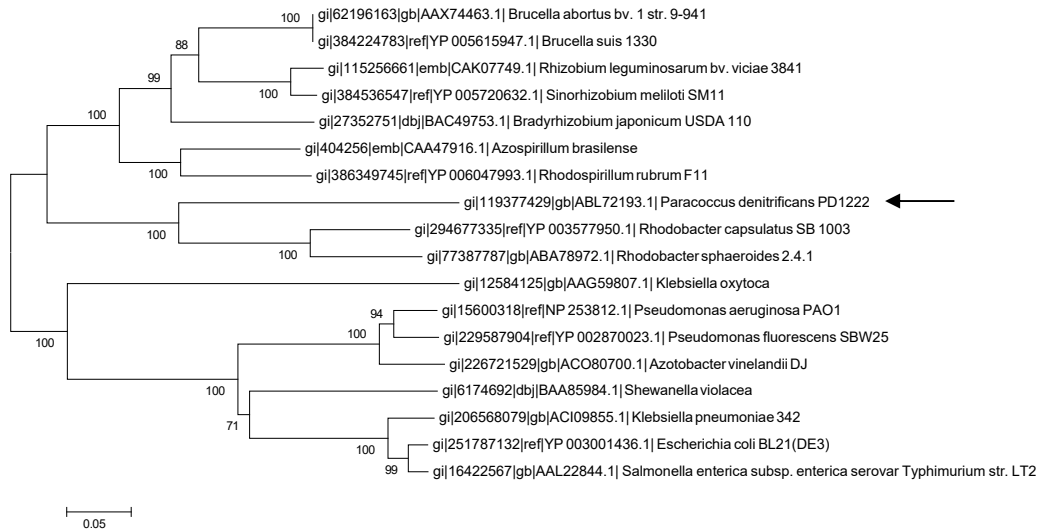 gi|62196163|gb|AAX74463.1| Brucella abortus bv. 1 str. 9-941
100
gi|384224783|ref|YP 005615947.1| Brucella suis 1330
88
gi|115256661|emb|CAK07749.1| Rhizobium leguminosarum bv. viciae 3841
99
100
gi|384536547|ref|YP 005720632.1| Sinorhizobium meliloti SM11
100
gi|27352751|dbj|BAC49753.1| Bradyrhizobium japonicum USDA 110
gi|404256|emb|CAA47916.1| Azospirillum brasilense
100
gi|386349745|ref|YP 006047993.1| Rhodospirillum rubrum F11
gi|119377429|gb|ABL72193.1| Paracoccus denitrificans PD1222
100
gi|294677335|ref|YP 003577950.1| Rhodobacter capsulatus SB 1003
100
gi|77387787|gb|ABA78972.1| Rhodobacter sphaeroides 2.4.1
gi|12584125|gb|AAG59807.1| Klebsiella oxytoca
100
gi|15600318|ref|NP 253812.1| Pseudomonas aeruginosa PAO1
94
100
gi|229587904|ref|YP 002870023.1| Pseudomonas fluorescens SBW25
gi|226721529|gb|ACO80700.1| Azotobacter vinelandii DJ
100
gi|6174692|dbj|BAA85984.1| Shewanella violacea
71
gi|206568079|gb|ACI09855.1| Klebsiella pneumoniae 342
100
gi|251787132|ref|YP 003001436.1| Escherichia coli BL21(DE3)
99
gi|16422567|gb|AAL22844.1| Salmonella enterica subsp. enterica serovar Typhimurium str. LT2
0.05